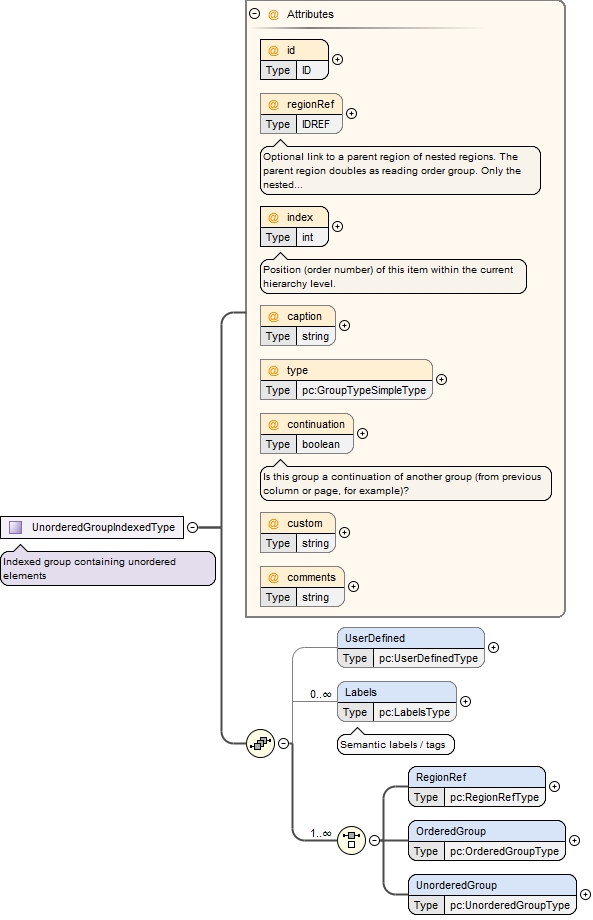 @ Attributes
@ id
Type ID
@ regionRef
Type IDREF
Optional link to a parent region of nested regions. The
parent region doubles as reading order group. Only the
nested...
@ index
Type int
Position (order number) of this item within the current
hierarchy level.
@ caption
Type string
@ type
Type pc:GroupTypeSimpleType
@ continuation
Type boolean
Is this group a continuation of another group (from previous
column or page, for example)?
@ custom
Type string
@ comments
Type string
UnorderedGroupIndexedType
Indexed group containing unordered
elements
UserDefined
Type pc:UserDefinedType
0..∞
Labels
Type pc:LabelsType
Semantic labels / tags
1..∞
RegionRef
Type pc:RegionRefType
OrderedGroup
Type pc:OrderedGroupType
UnorderedGroup
Type pc:UnorderedGroupType